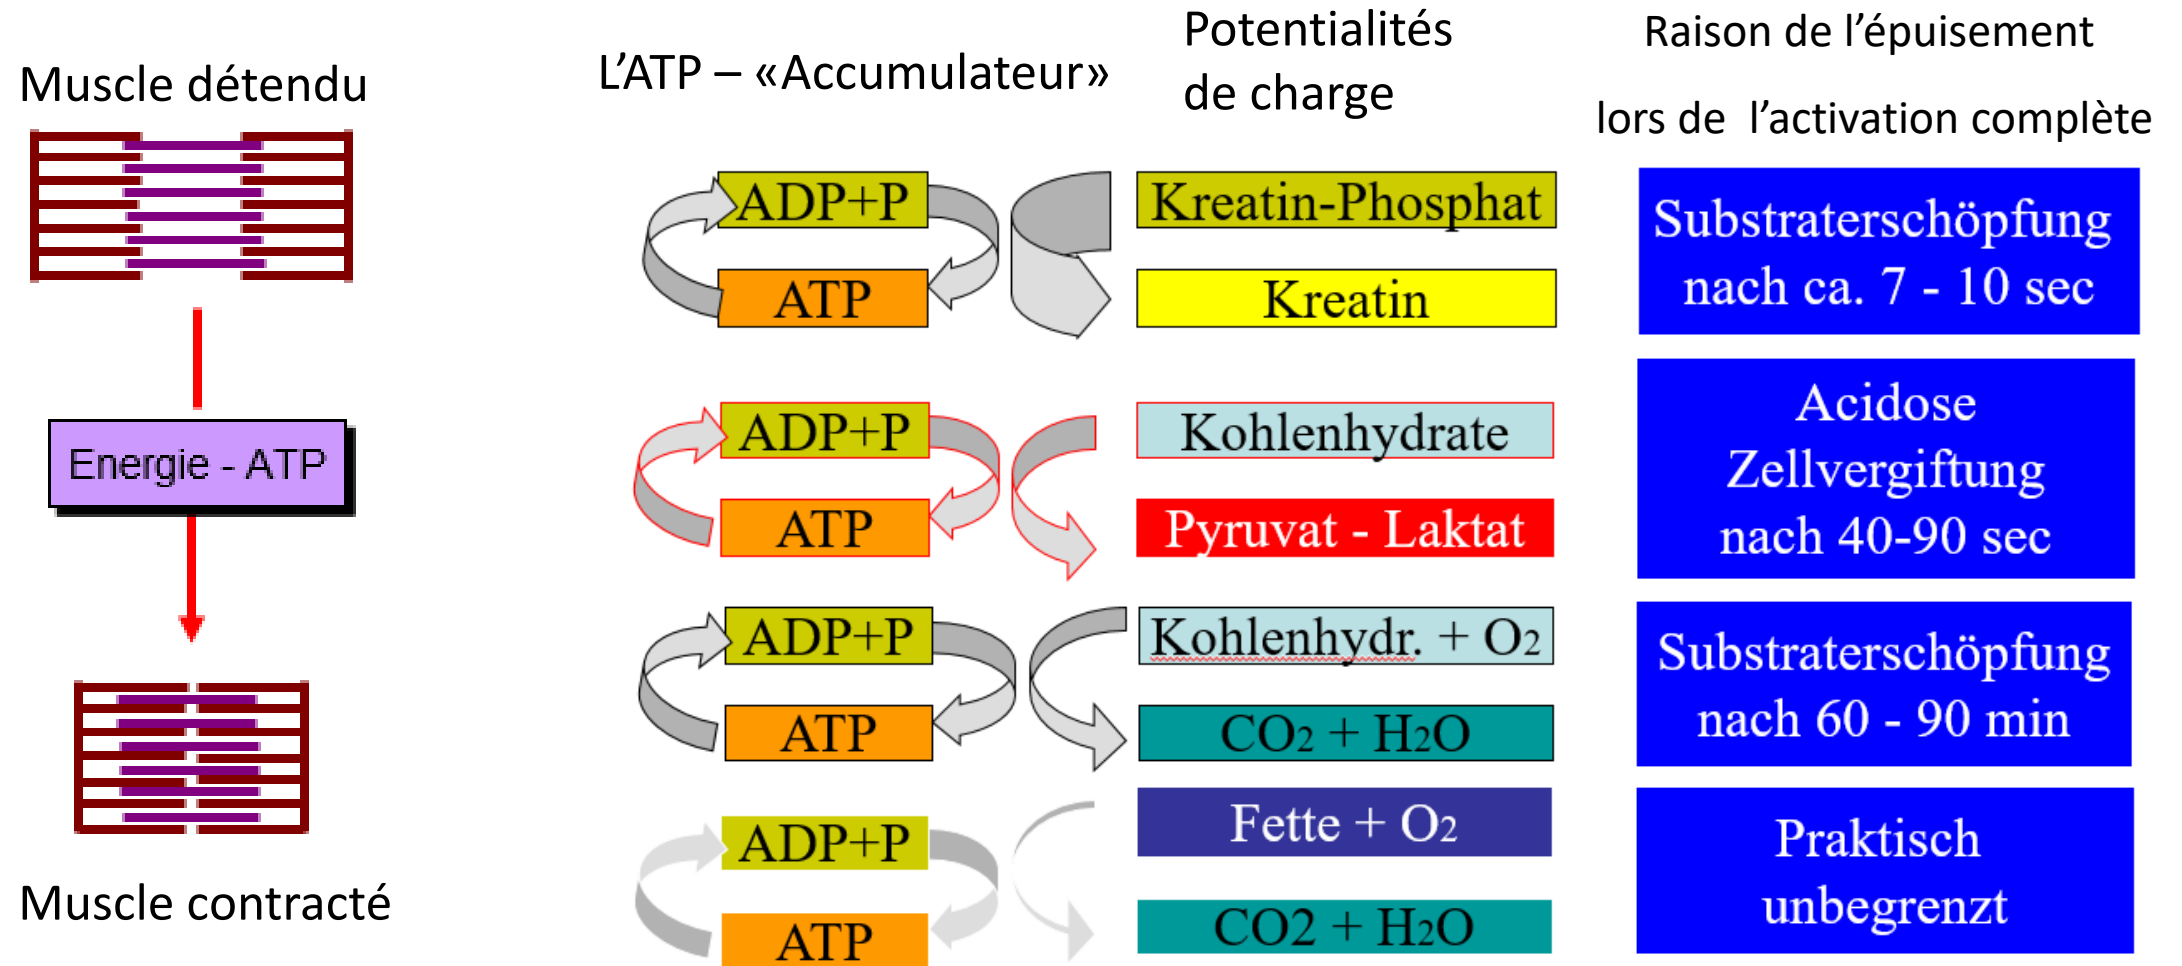 Muscle détendu
Energie - ATP
Muscle contracté
L’ATP – «Accumulateur»
Potentialités
de charge
Raison de l’épuisement
lors de  l’activation complète
ADP+P
ATP
Kreatin-Phosphat
Kreatin
Substraterschöpfung
nach ca. 7 - 10 sec
ADP+P
ATP
Kohlenhydrate
Pyruvat - Laktat
Acidose
Zellvergiftung
nach 40-90 sec
ADP+P
ATP
Kohlenhydr. + O2
CO2 + H2O
Substraterschöpfung
nach 60 - 90 min
ADP+P
ATP
Fette + O2
CO2 + H2O
Praktisch
unbegrenzt